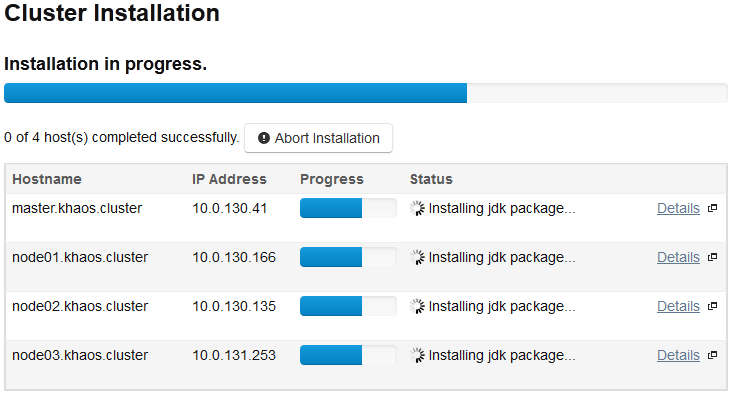 Cluster Installation
Installation in progress.
0 of 4 host(s) completed successfully. Abort Installation
Hostname IP Address Progress Status
master.khaos.cluster 10.0.130.41 Installing jdk package... Details
node01.khaos.cluster 10.0.130.166 Installing jdk package... Details
node02.khaos.cluster 10.0.130.135 Installing jdk package... Details
node03.khaos.cluster 10.0.131.253 Installing jdk package... Details